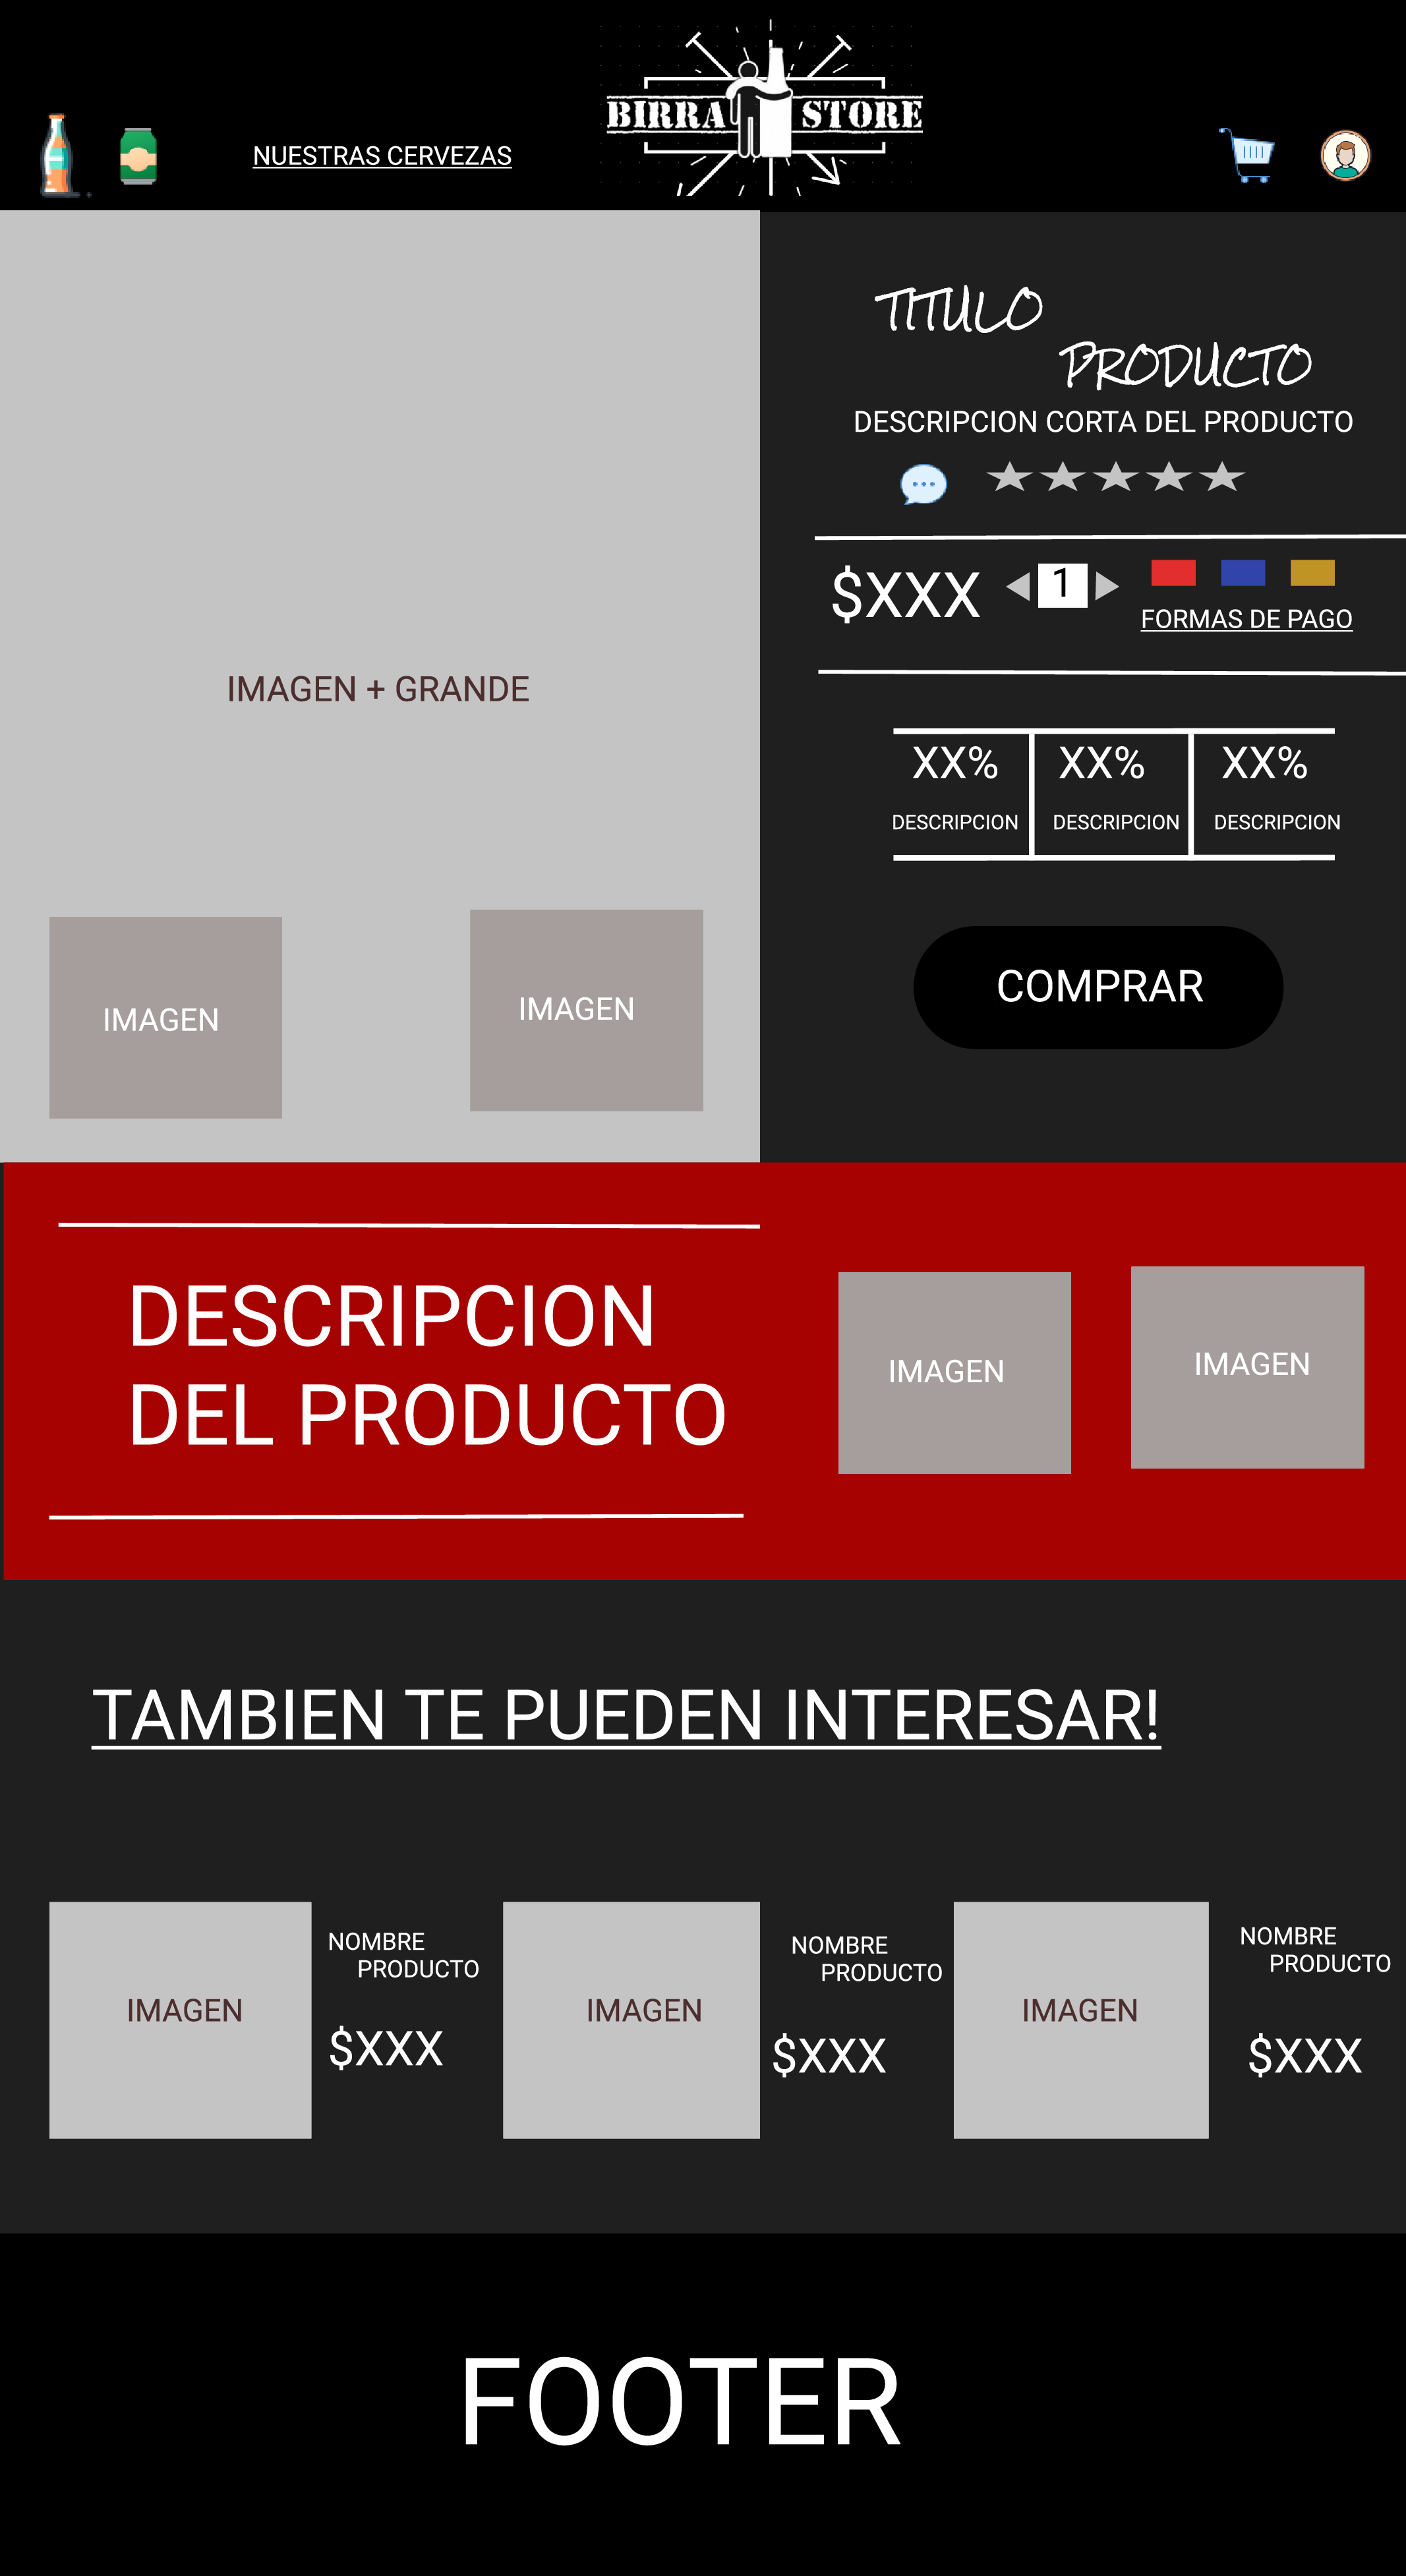 BIRRA STORE
NUESTRAS CERVEZAS
TITULO
PRODUCTO
DESCRIPCION CORTA DEL PRODUCTO
$XXX
1
FORMAS DE PAGO
XX% XX% XX%
DESCRIPCION DESCRIPCION DESCRIPCION
COMPRAR
IMAGEN + GRANDE
IMAGEN
IMAGEN
DESCRIPCION
DEL PRODUCTO
IMAGEN
IMAGEN
TAMBIEN TE PUEDEN INTERESAR!
IMAGEN
NOMBRE
PRODUCTO
$XXX
IMAGEN
NOMBRE
PRODUCTO
$XXX
IMAGEN
NOMBRE
PRODUCTO
$XXX
FOOTER